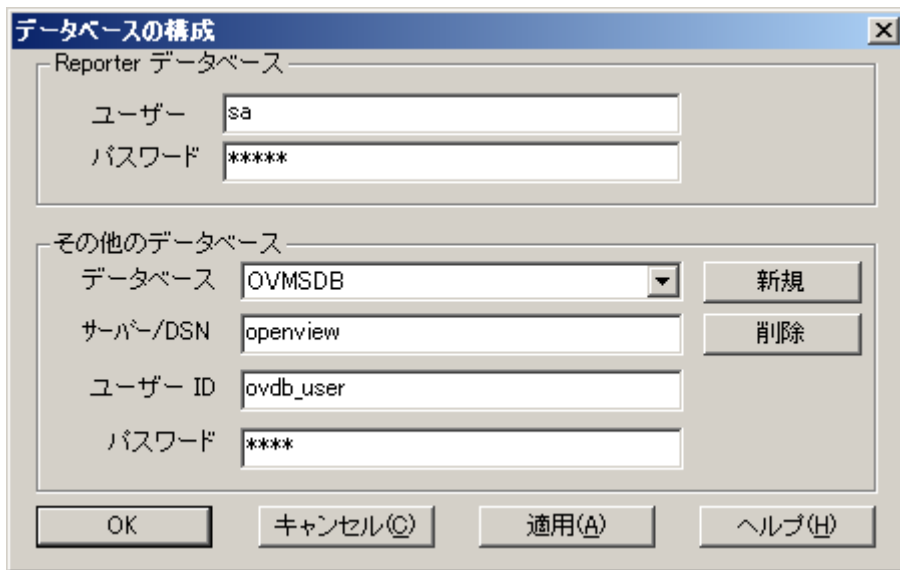 データベースの構成
Reporter データベース
ユーザー sa
パスワード *****
その他のデータベース
データベース OVMSDB 新規
サーバー/DSN openview 削除
ユーザー ID ovdb_user
パスワード ****
OK キャンセル(C) 適用(A) ヘルプ(H)